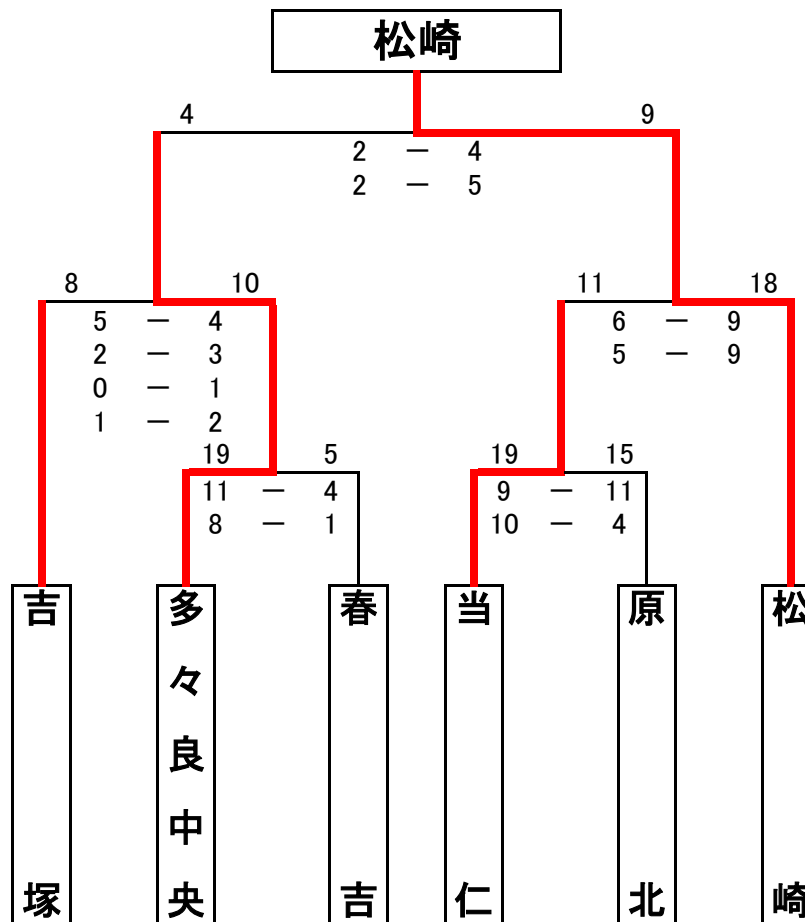 松崎
4 9
2 － 4
2 － 5
8 10 11 18
5 － 4 6 － 9
2 － 3 5 － 9
0 － 1
1 － 2
19 5 19 15
11 － 4 9 － 11
8 － 1 10 － 4
吉塚
多々良中央
春吉
当仁
原北
松崎